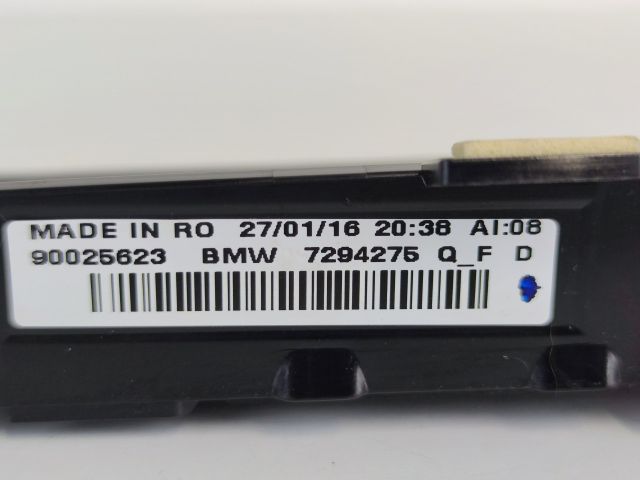 MADE IN RO 27/01/16 20:38 AI:08
90025623 BMW 7294275 Q_F D